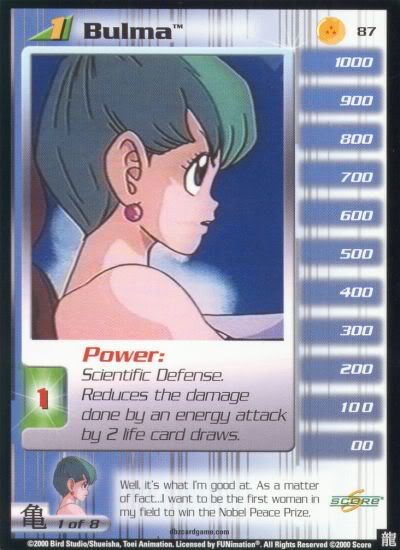 1 Bulma™ 87
1000
900
800
700
600
500
400
300
200
100
00
Power:
1
Scientific Defense.
Reduces the damage
done by an energy attack
by 2 life card draws.
Well, it's what I'm good at. As a matter
of fact...I want to be the first woman in
my field to win the Nobel Peace Prize.
亀 1 of 8
SCORE
龍
dbzcardgame.com
©2000 Bird Studio/Shueisha, Toei Animation. Licensed by FUNimation®. All Rights Reserved ©2000 Score